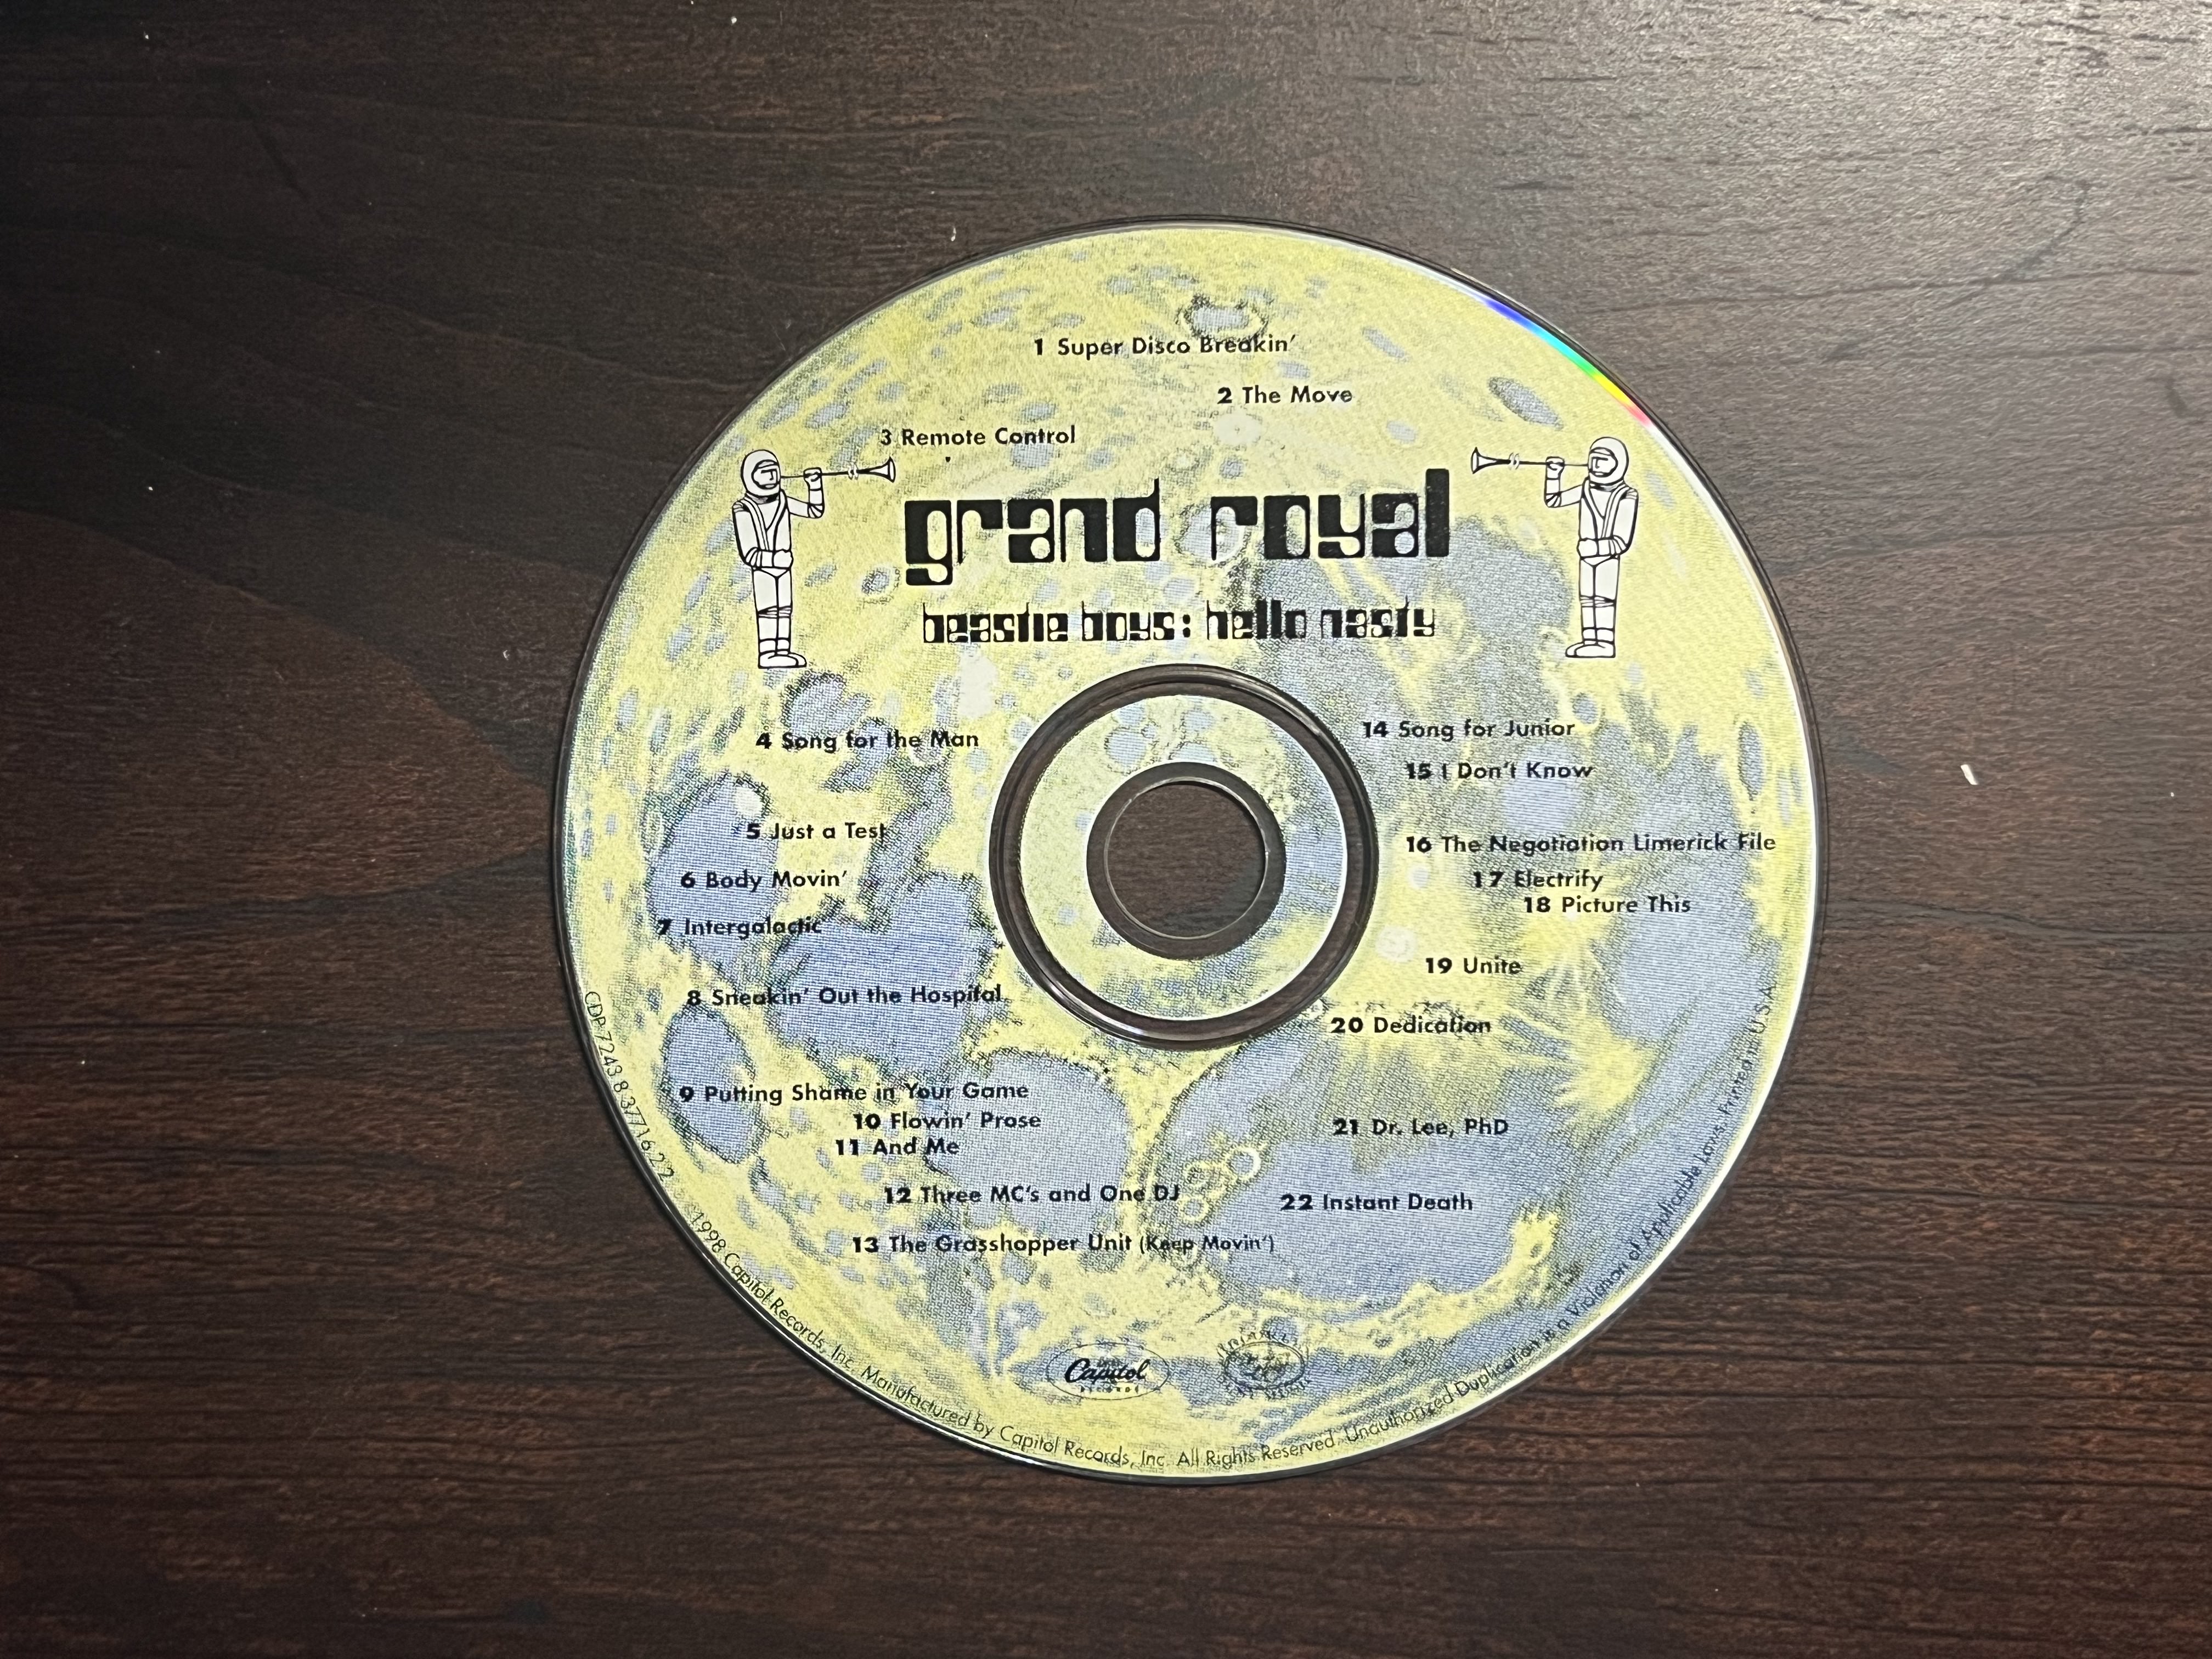 1 Super Disco Breakin'
2 The Move
3 Remote Control
grand royal
beastie boys: hello nasty
4 Song for the Man
5 Just a Test
6 Body Movin'
7 Intergalactic
8 Sneakin' Out the Hospital
9 Putting Shame in Your Game
10 Flowin' Prose
11 And Me
12 Three MC's and One DJ
13 The Grasshopper Unit (Keep Movin')
14 Song for Junior
15 I Don't Know
16 The Negotiation Limerick File
17 Electrify
18 Picture This
19 Unite
20 Dedication
21 Dr. Lee, PhD
22 Instant Death
Capitol
RECORDS
CDP 7243 8 37716 2 2
1998 Capitol Records, Inc. Manufactured by Capitol Records, Inc. All Rights Reserved. Unauthorized Duplication is a Violation of Applicable Laws. Printed in U.S.A.